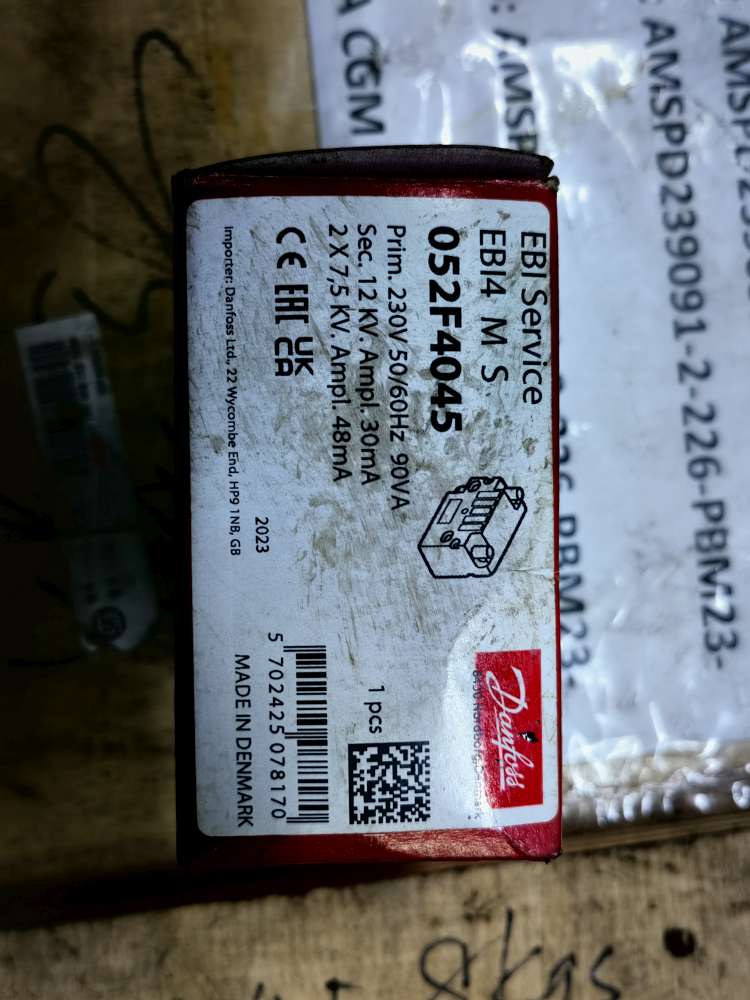 EBI Service
EBI4 M S
052F4045
Prim. 230V 50/60Hz 90VA
Sec. 12 KV. Ampl. 30mA
2 X 7,5 KV. Ampl. 48mA
CE EAC UK CA
Importer: Danfoss Ltd., 22 Wycombe End, HP9 1NB, GB
2023
Danfoss
1 pcs
5 702425 078170
MADE IN DENMARK
A CGM
: AMSPD239091-2-226-PBM23-
8kgs